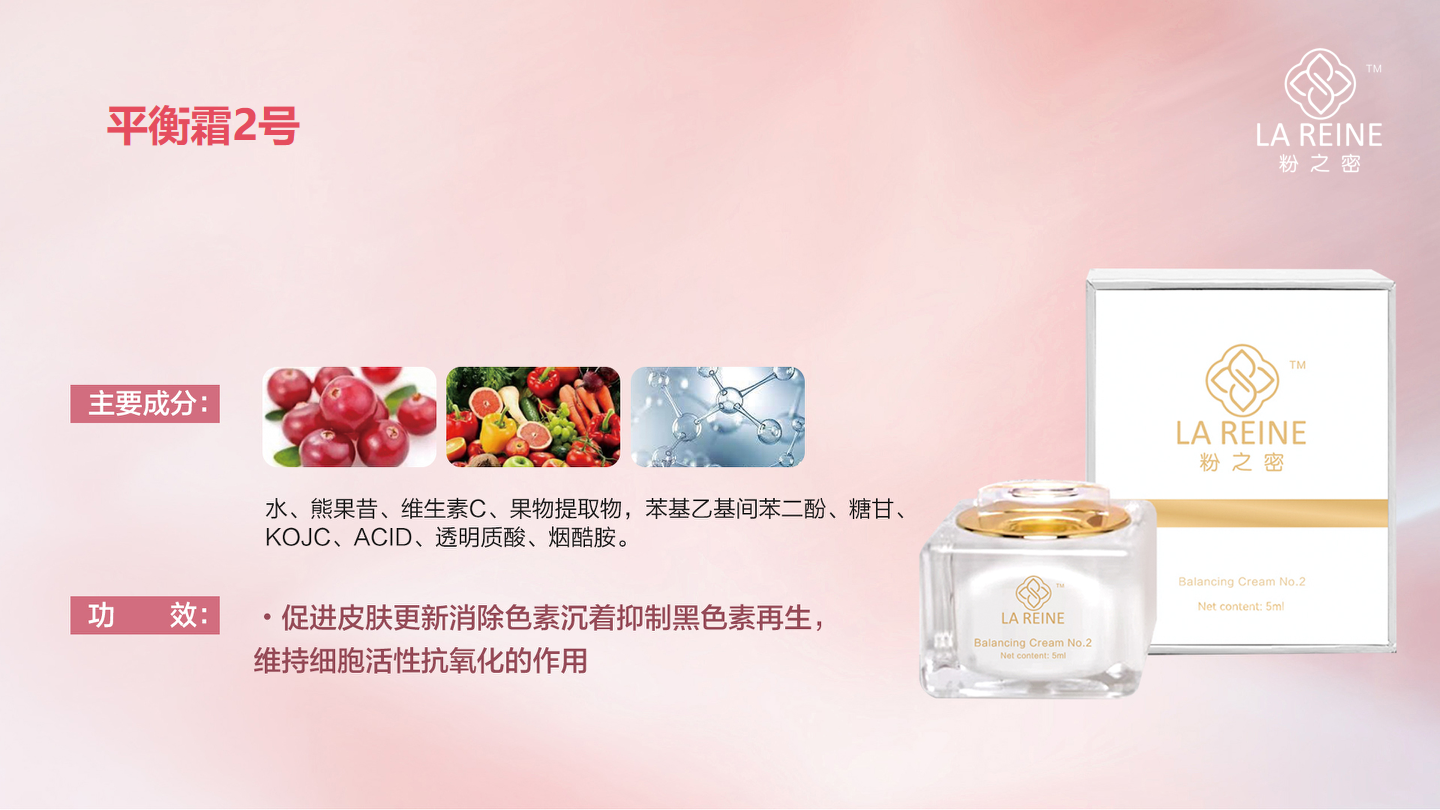 平衡霜2号
TM
LA REINE
粉之密
主要成分：
水、熊果昔、维生素C、果物提取物，苯基乙基间苯二酚、糖甘、
KOJC、ACID、透明质酸、烟酷胺。
功　　效：
・促进皮肤更新消除色素沉着抑制黑色素再生，
维持细胞活性抗氧化的作用
TM
LA REINE
粉之密
Balancing Cream No.2
Net content: 5ml
TM
LA REINE
Balancing Cream No.2
Net content: 5ml